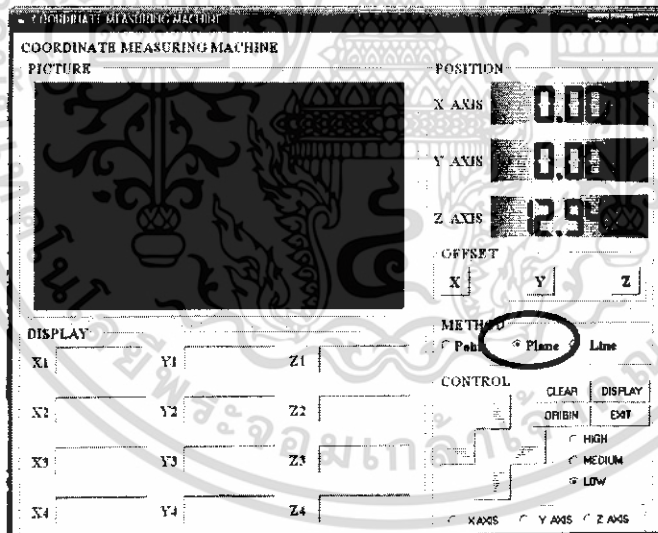 COORDINATE MEASURING MACHINE
COORDINATE MEASURING MACHINE
PICTURE
POSITION
X AXIS 0.00
Y AXIS 0.00
Z AXIS
OFFSET
X Y Z
METHOD
Plane Line
DISPLAY
X1 Y1 Z1
X2 Y2 Z2
X3 Y3 Z3
X4 Y4 Z4
CONTROL
CLEAR DISPLAY
ORIBIN EXIT
HIGH
MEDIUM
LOW
X AXIS Y AXIS Z AXIS